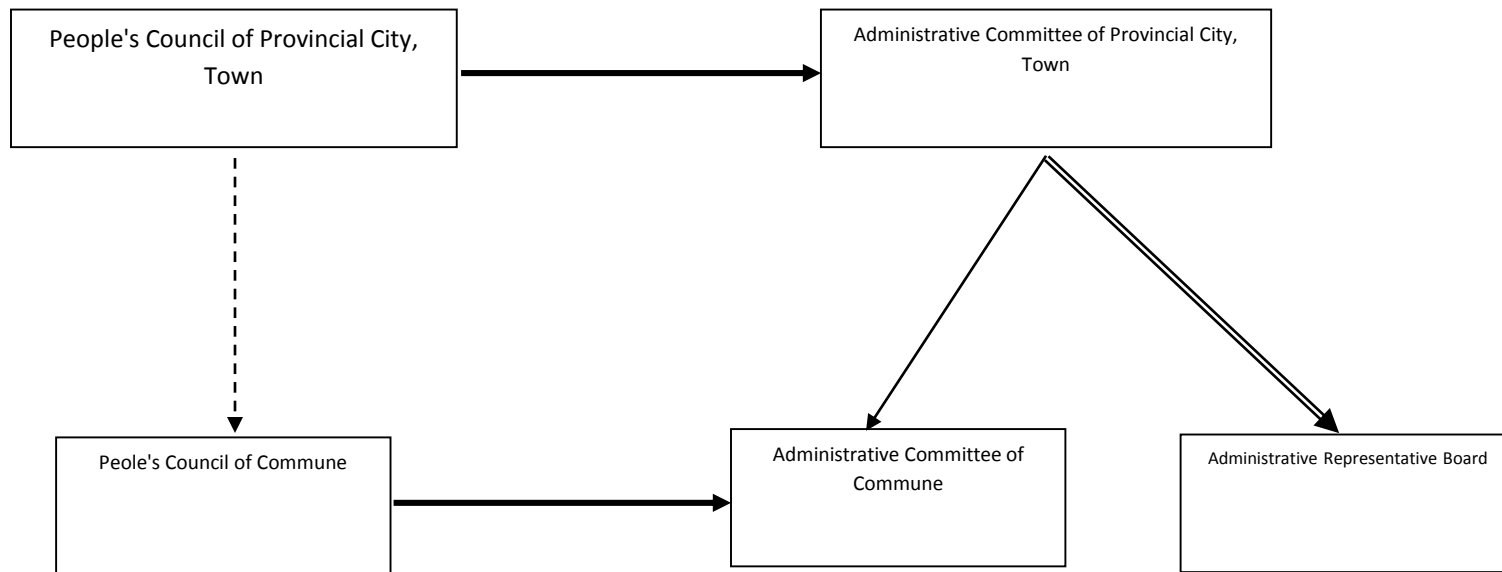 People's Council of Provincial City,
Town
Administrative Committee of Provincial City,
Town
Peole's Council of Commune
Administrative Committee of
Commune
Administrative Representative Board